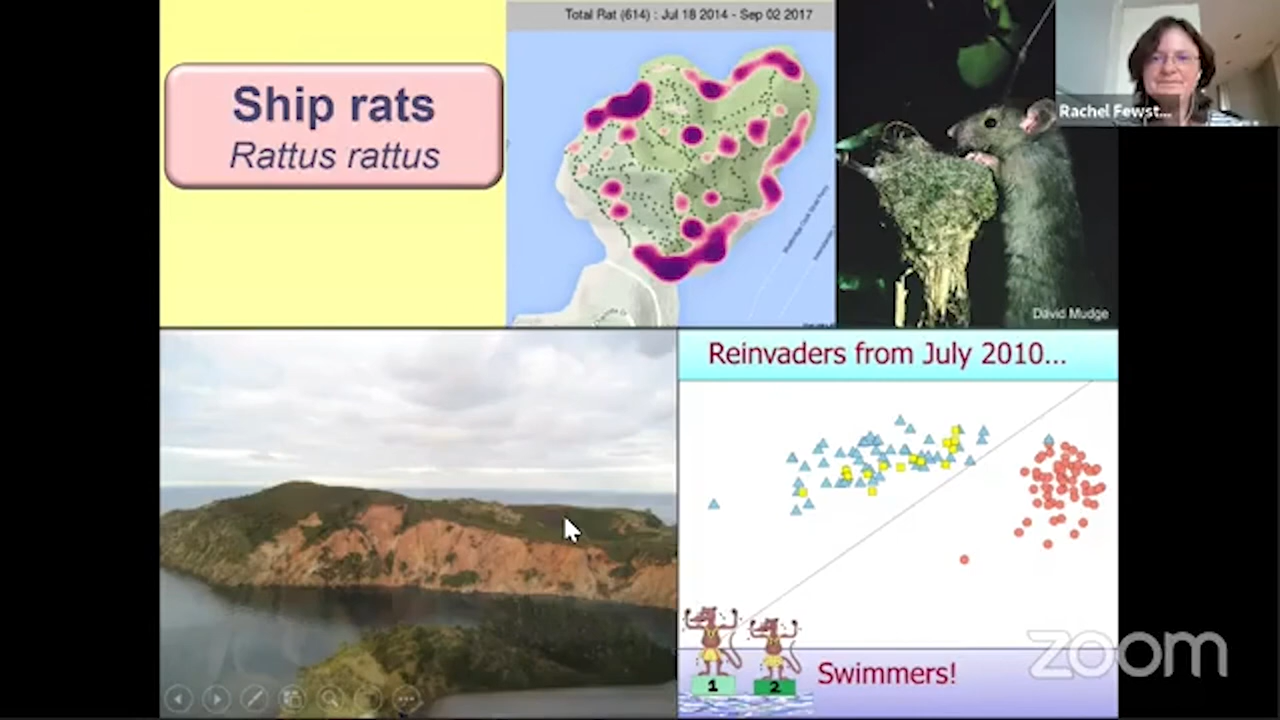 Total Rat (614) : Jul 18 2014 - Sep 02 2017
Ship rats
Rattus rattus
Rachel Fewst...
David Mudge
Reinvaders from July 2010...
1
2
Swimmers!
zoom